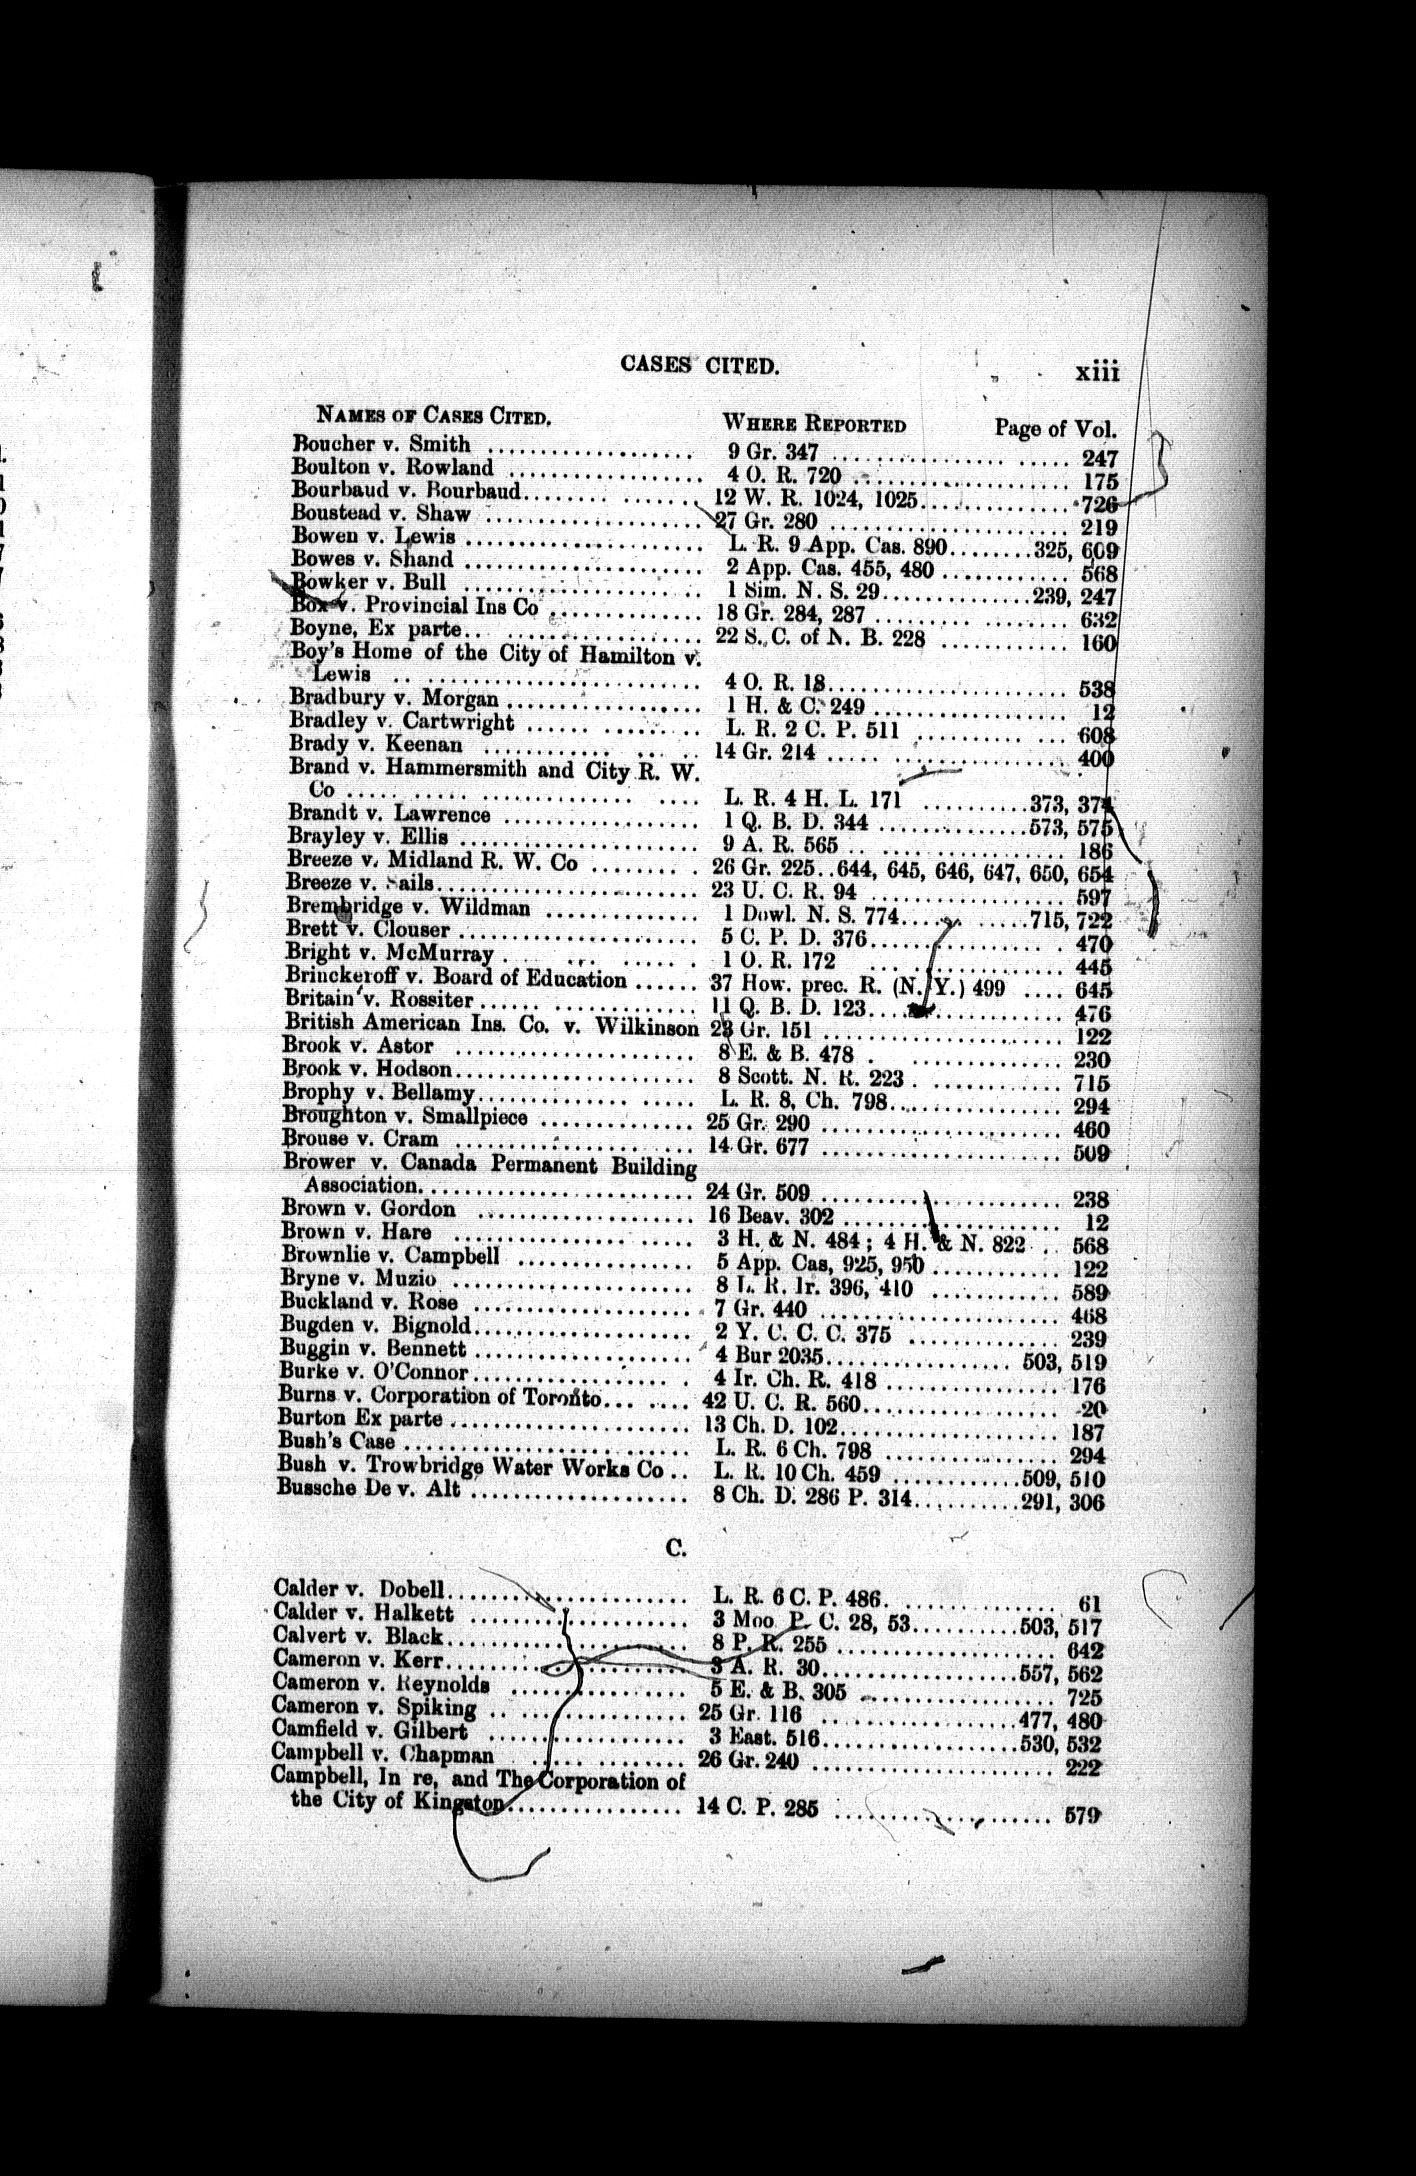 CASES CITED. xiii
NAMES OF CASES CITED. WHERE REPORTED Page of Vol.
Boucher v. Smith 9 Gr. 347 247
Boulton v. Rowland 4 O. R. 720 175
Bourbaud v. Bourbaud 12 W. R. 1024, 1025 726
Boustead v. Shaw 27 Gr. 280 219
Bowen v. Lewis L. R. 9 App. Cas. 890 325, 609
Bowes v. Shand 2 App. Cas. 455, 480 568
Bowker v. Bull 1 Sim. N. S. 29 239, 247
Box v. Provincial Ins Co 18 Gr. 284, 287 632
Boyne, Ex parte 22 S. C. of N. B. 228 160
Boy's Home of the City of Hamilton v.
Lewis 4 O. R. 18 538
Bradbury v. Morgan 1 H. & C. 249 12
Bradley v. Cartwright L. R. 2 C. P. 511 608
Brady v. Keenan 14 Gr. 214 400
Brand v. Hammersmith and City R. W.
Co L. R. 4 H. L. 171 373, 374
Brandt v. Lawrence 1 Q. B. D. 344 573, 575
Brayley v. Ellis 9 A. R. 565 186
Breeze v. Midland R. W. Co 26 Gr. 225 644, 645, 646, 647, 650, 654
Breeze v. Sails 23 U. C. R. 94 597
Brembridge v. Wildman 1 Dowl. N. S. 774 715, 722
Brett v. Clouser 5 C. P. D. 376 470
Bright v. McMurray 1 O. R. 172 445
Brinckeroff v. Board of Education 37 How. prec. R. (N. Y.) 499 645
Britain v. Rossiter 11 Q. B. D. 123 476
British American Ins. Co. v. Wilkinson 23 Gr. 151 122
Brook v. Astor 8 E. & B. 478 230
Brook v. Hodson 8 Scott. N. R. 223 715
Brophy v. Bellamy L. R. 8, Ch. 798 294
Broughton v. Smallpiece 25 Gr. 290 460
Brouse v. Cram 14 Gr. 677 509
Brower v. Canada Permanent Building
Association 24 Gr. 509 238
Brown v. Gordon 16 Beav. 302 12
Brown v. Hare 3 H. & N. 484 ; 4 H. & N. 822 568
Brownlie v. Campbell 5 App. Cas, 925, 950 122
Bryne v. Muzio 8 L. R. Ir. 396, 410 589
Buckland v. Rose 7 Gr. 440 468
Bugden v. Bignold 2 Y. C. C. C. 375 239
Buggin v. Bennett 4 Bur 2035 503, 519
Burke v. O'Connor 4 Ir. Ch. R. 418 176
Burns v. Corporation of Toronto 42 U. C. R. 560 20
Burton Ex parte 13 Ch. D. 102 187
Bush's Case L. R. 6 Ch. 798 294
Bush v. Trowbridge Water Works Co L. R. 10 Ch. 459 509, 510
Bussche De v. Alt 8 Ch. D. 286 P. 314 291, 306
C.
Calder v. Dobell L. R. 6 C. P. 486. 61
Calder v. Halkett 3 Moo P. C. 28, 53 503, 517
Calvert v. Black 8 P. R. 255 642
Cameron v. Kerr 3 A. R. 30 557, 562
Cameron v. Reynolds 5 E. & B. 305 725
Cameron v. Spiking 25 Gr. 116 477, 480
Camfield v. Gilbert 3 East. 516 530, 532
Campbell v. Chapman 26 Gr. 240 222
Campbell, In re, and The Corporation of
the City of Kingston 14 C. P. 285 579